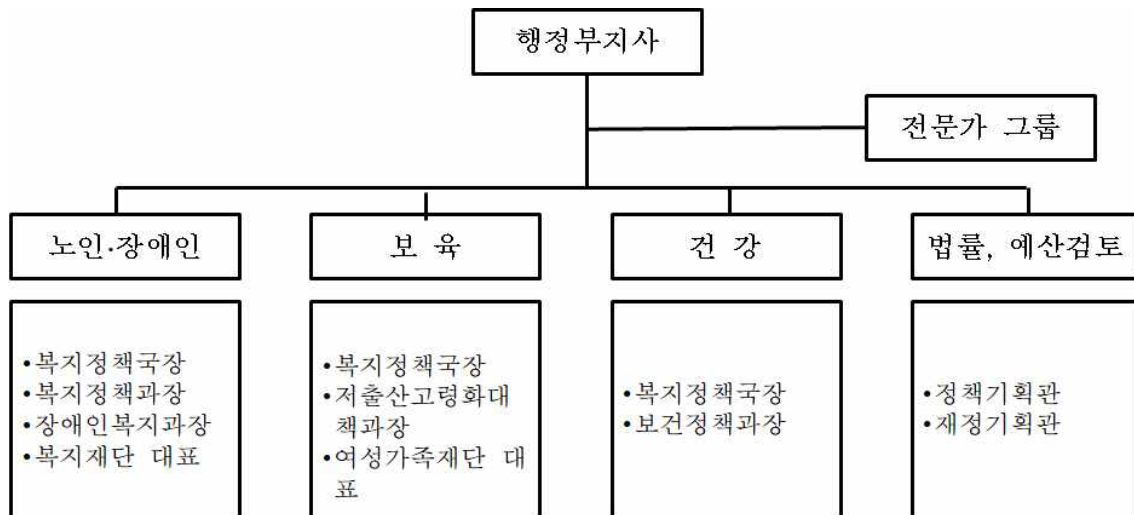 행정부지사
전문가 그룹
노인·장애인
보 육
건 강
법률, 예산검토
•복지정책국장
•복지정책과장
•장애인복지과장
•복지재단 대표
•복지정책국장
•저출산고령화대
책과장
•여성가족재단 대
표
•복지정책국장
•보건정책과장
•정책기획관
•재정기획관